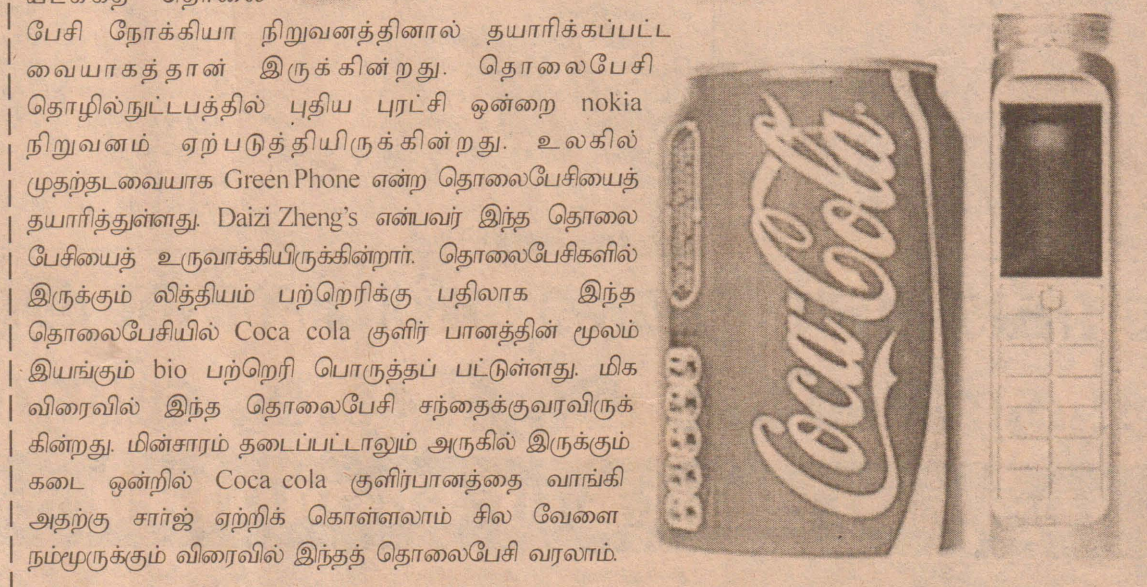 பேசி நோக்கியா நிறுவனத்தினால் தயாரிக்கப்பட்ட
வையாகத்தான் இருக்கின்றது. தொலைபேசி
தொழில்நுட்டபத்தில் புதிய புரட்சி ஒன்றை nokia
நிறுவனம் ஏற்படுத்தியிருக்கின்றது. உலகில்
முதற்தடவையாக Green Phone என்ற தொலைபேசியைத்
தயாரித்துள்ளது. Daizi Zheng's என்பவர் இந்த தொலை
பேசியைத் உருவாக்கியிருக்கின்றார். தொலைபேசிகளில்
இருக்கும் லித்தியம் பற்றெரிக்கு பதிலாக இந்த
தொலைபேசியில் Coca cola குளிர் பானத்தின் மூலம்
இயங்கும் bio பற்றெரி பொருத்தப் பட்டுள்ளது. மிக
விரைவில் இந்த தொலைபேசி சந்தைக்குவரவிருக்
கின்றது. மின்சாரம் தடைப்பட்டாலும் அருகில் இருக்கும்
கடை ஒன்றில் Coca cola குளிர்பானத்தை வாங்கி
அதற்கு சார்ஜ் ஏற்றிக் கொள்ளலாம் சில வேளை
நம்மூருக்கும் விரைவில் இந்தத் தொலைபேசி வரலாம்.
Coca-Cola